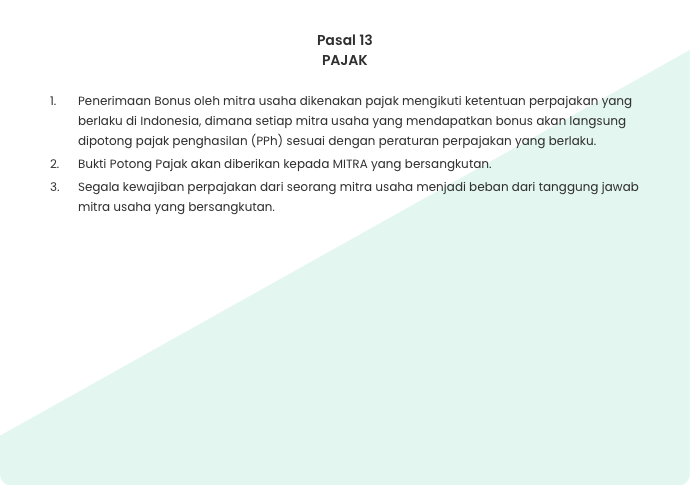 Pasal 13
PAJAK
1. Penerimaan Bonus oleh mitra usaha dikenakan pajak mengikuti ketentuan perpajakan yang
berlaku di Indonesia, dimana setiap mitra usaha yang mendapatkan bonus akan langsung
dipotong pajak penghasilan (PPh) sesuai dengan peraturan perpajakan yang berlaku.
2. Bukti Potong Pajak akan diberikan kepada MITRA yang bersangkutan.
3. Segala kewajiban perpajakan dari seorang mitra usaha menjadi beban dari tanggung jawab
mitra usaha yang bersangkutan.